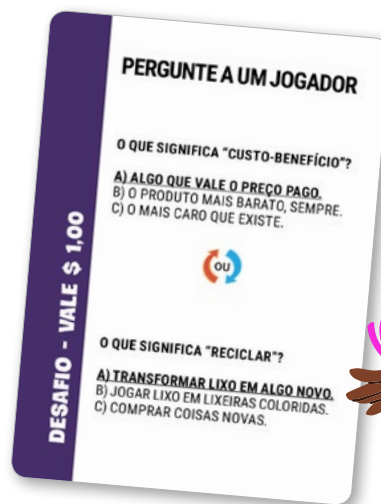 PERGUNTE A UM JOGADOR
O QUE SIGNIFICA "CUSTO-BENEFÍCIO"?
A) ALGO QUE VALE O PREÇO PAGO.
B) O PRODUTO MAIS BARATO, SEMPRE.
C) O MAIS CARO QUE EXISTE.
OU
O QUE SIGNIFICA "RECICLAR"?
A) TRANSFORMAR LIXO EM ALGO NOVO.
B) JOGAR LIXO EM LIXEIRAS COLORIDAS.
C) COMPRAR COISAS NOVAS.
DESAFIO - VALE $ 1,00